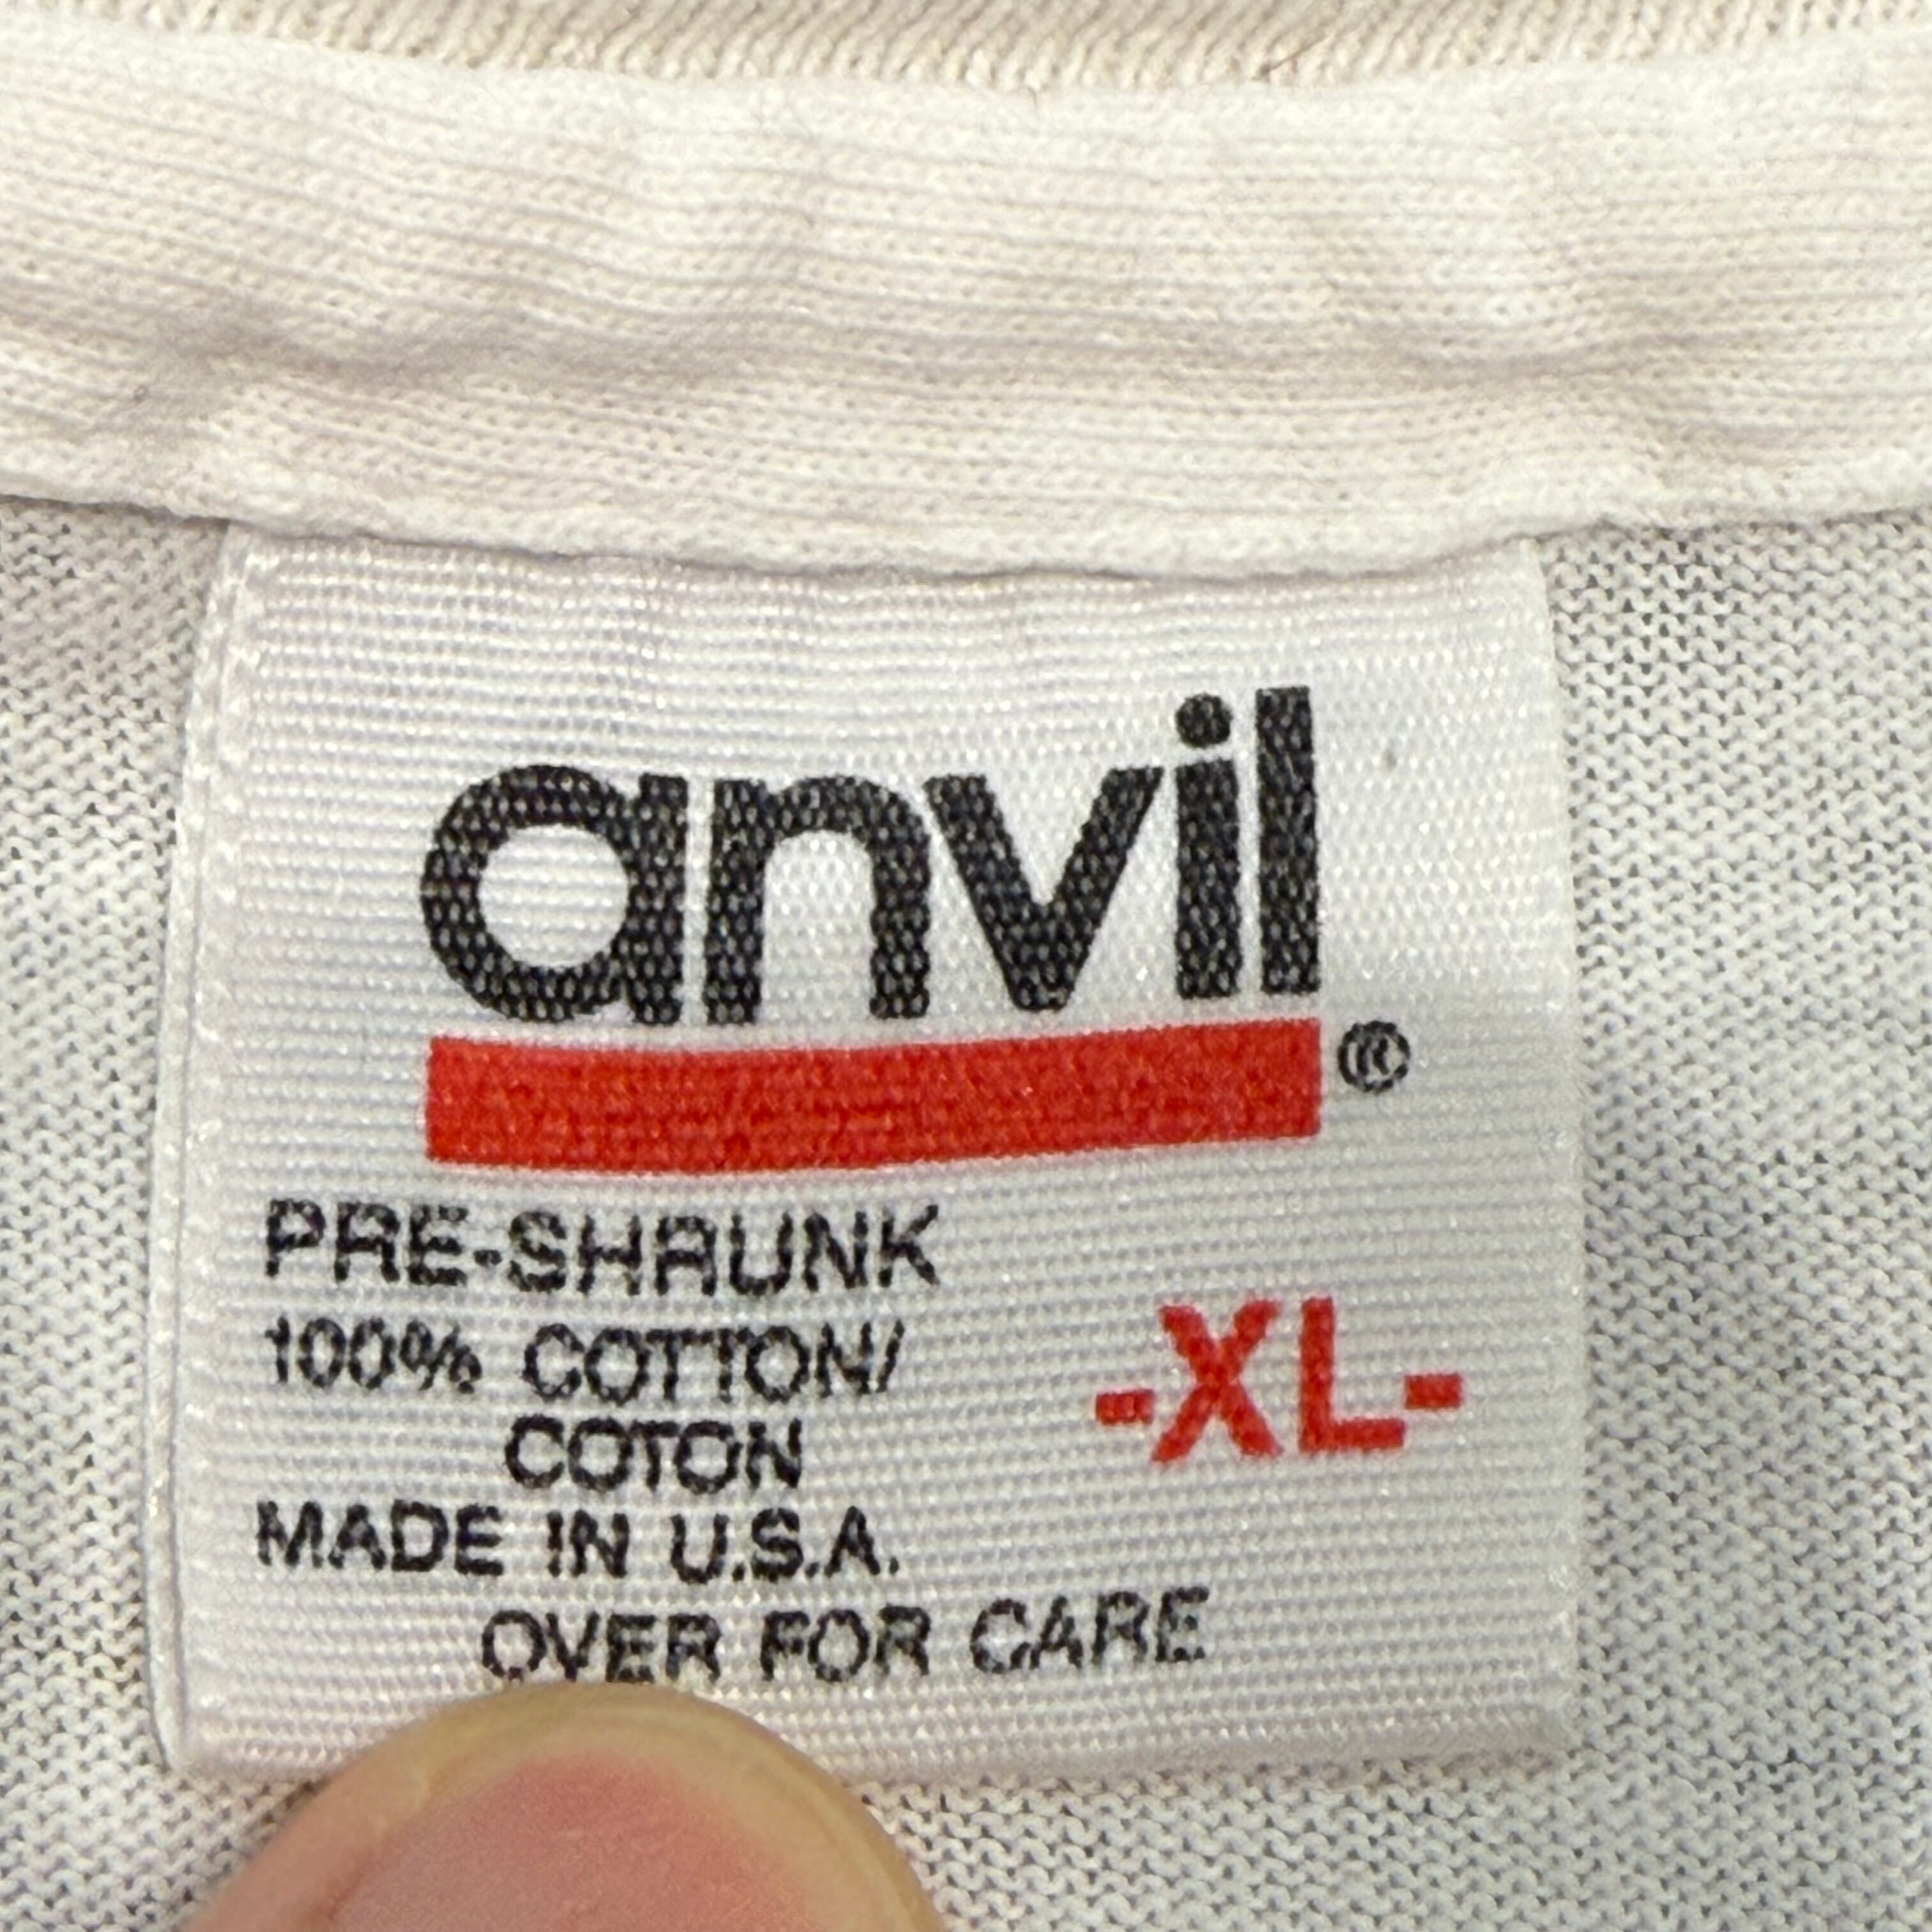 anvil®
PRE-SHRUNK
100% COTTON/
COTON
-XL-
MADE IN U.S.A.
OVER FOR CARE